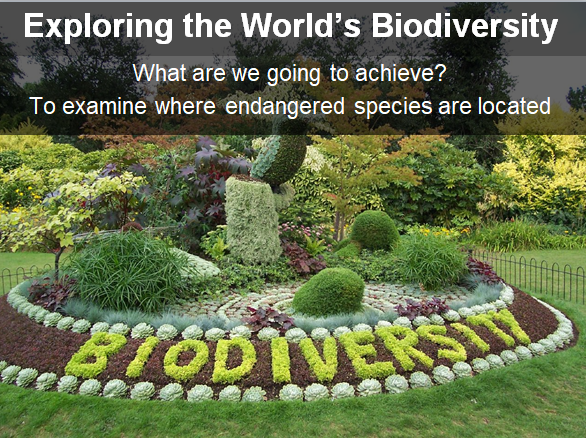 Exploring the World's Biodiversity
What are we going to achieve?
To examine where endangered species are located
BIODIVERSITY